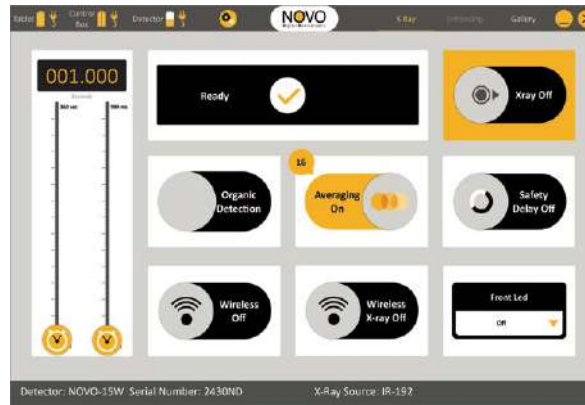 Tablet
Control
Box
Detector
NOVO
X-Ray
Gallery
001.000
Seconds
Ready
Xray Off
16
Organic
Detection
Averaging
On
Safety
Delay Off
Wireless
Off
Wireless
X-ray Off
Front Led
Off
Detector: NOVO-15W Serial Number: 2430ND
X-Ray Source: IR-192